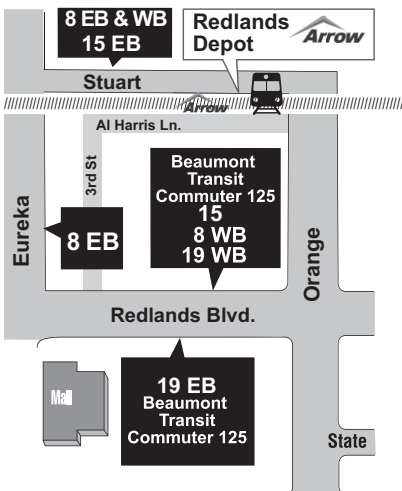 8 EB & WB
15 EB
Redlands
Depot
Arrow
Stuart
Arrow
Al Harris Ln.
3rd St
Eureka
8 EB
Beaumont
Transit
Commuter 125
15
8 WB
19 WB
Orange
Redlands Blvd.
19 EB
Beaumont
Transit
Commuter 125
Mall
State